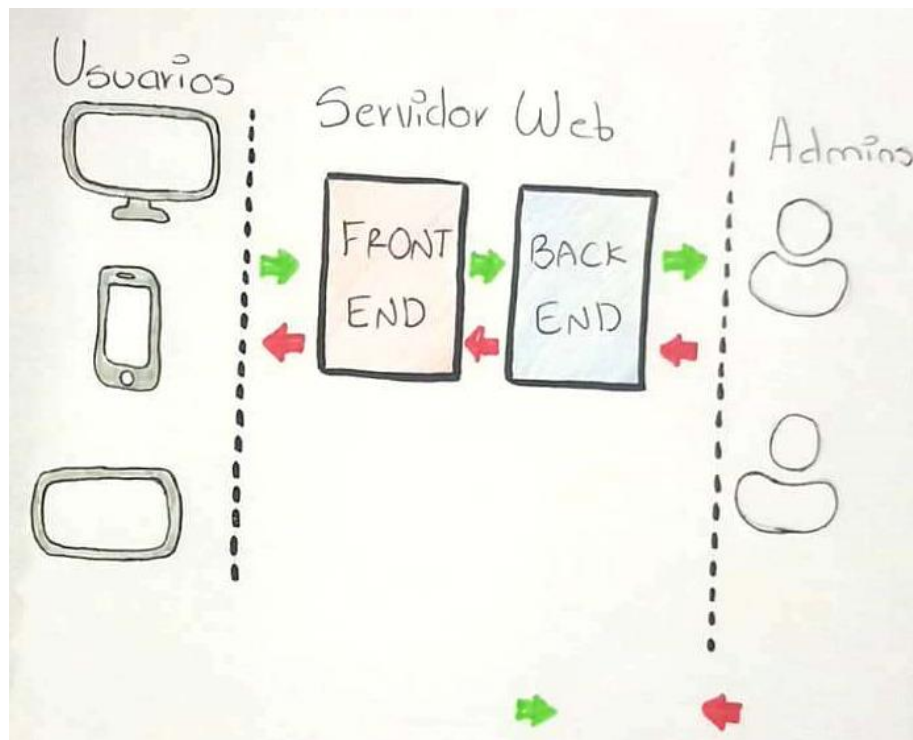 Usuarios
Servidor Web
Admins
FRONT
END
BACK
END